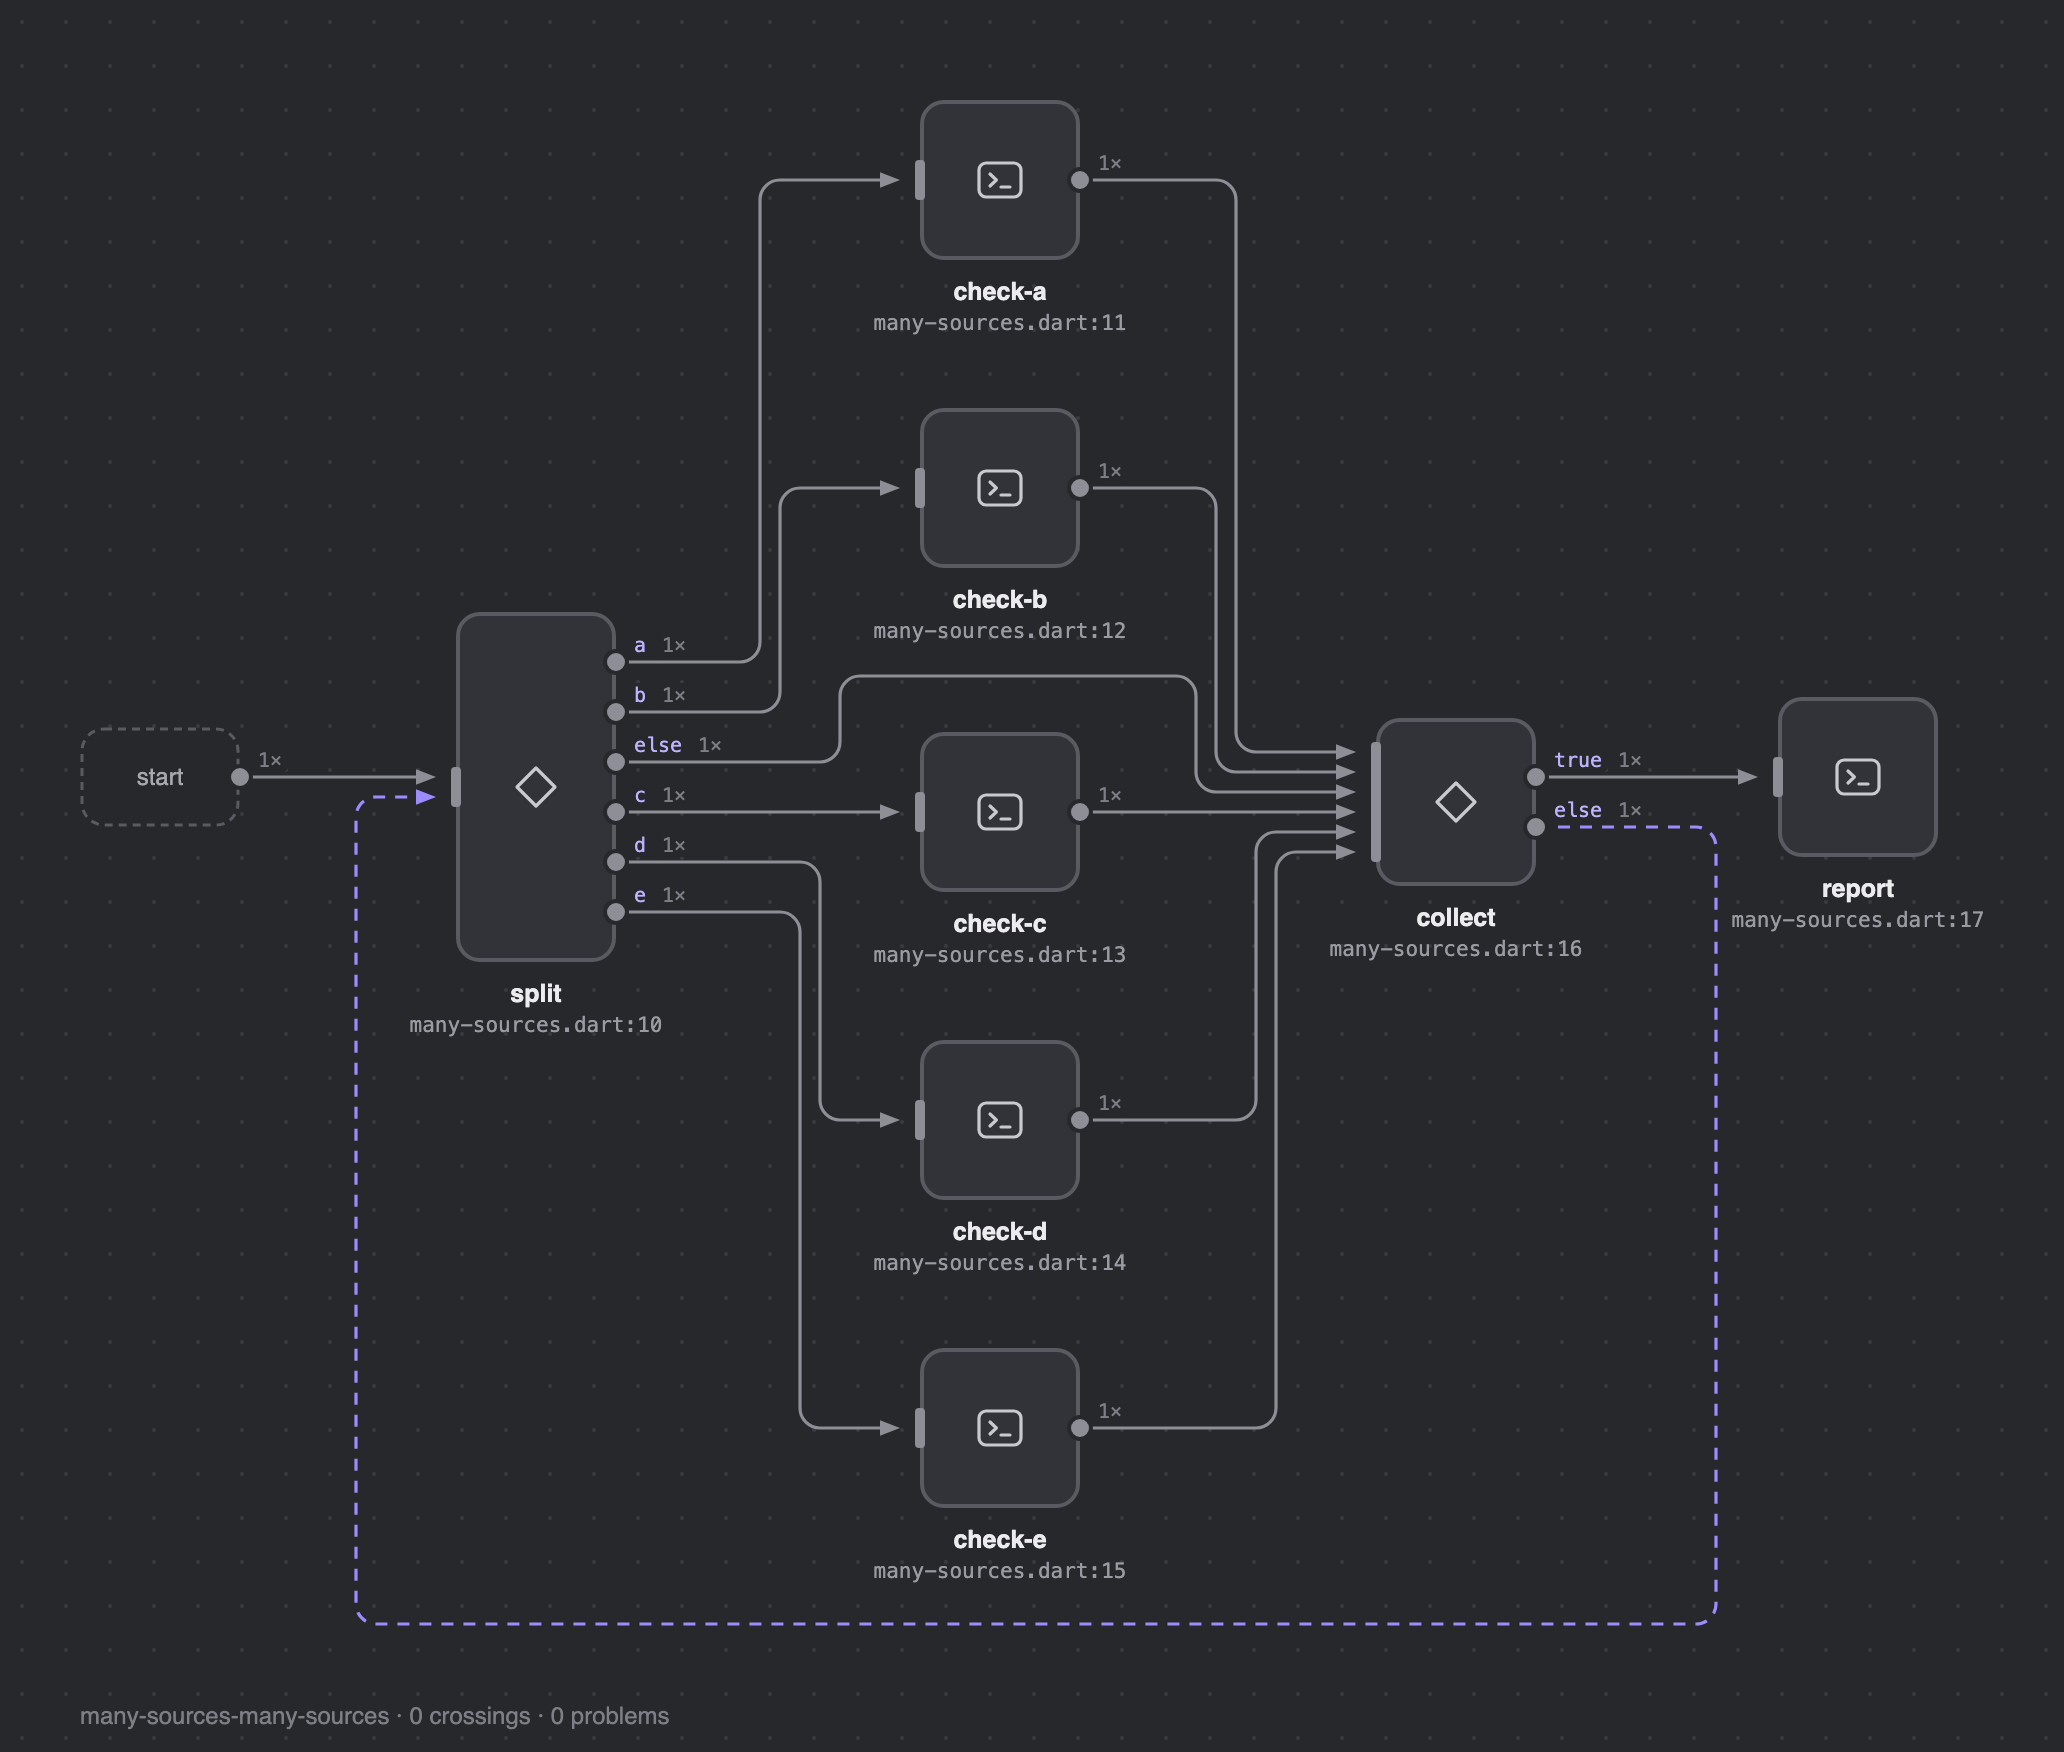 1×
check-a
many-sources.dart:11
1×
check-b
many-sources.dart:12
start
1×
a 1×
b 1×
else 1×
c 1×
d 1×
e 1×
split
many-sources.dart:10
1×
check-c
many-sources.dart:13
true 1×
else 1×
collect
many-sources.dart:16
report
many-sources.dart:17
1×
check-d
many-sources.dart:14
1×
check-e
many-sources.dart:15
many-sources-many-sources · 0 crossings · 0 problems